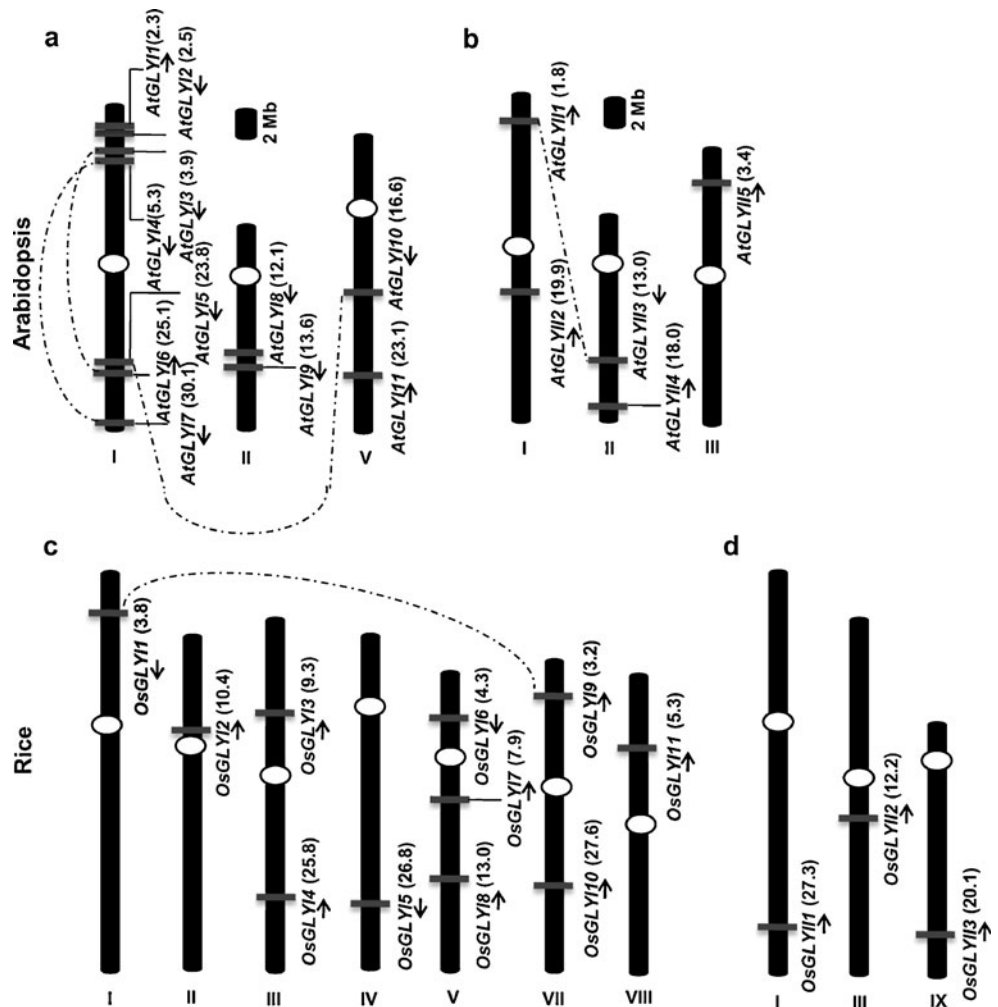 a
AtGLYI1(2.3)↑
AtGLYI2 (2.5)↓
AtGLYI3 (3.9)↓
AtGLYI4(5.3)↓
AtGLYI5 (23.8)↓
AtGLYI6 (25.1)↑
AtGLYI7 (30.1)↓
I
2 Mb
AtGLYI8 (12.1)↓
AtGLYI9 (13.6)↓
II
AtGLYI10 (16.6)↓
AtGLYI11 (23.1)↑
V
Arabidopsis
b
AtGLYII1 (1.8)↑
AtGLYII2 (19.9)↑
I
2 Mb
AtGLYII3 (13.0)↓
AtGLYII4 (18.0)↑
II
AtGLYII5 (3.4)↑
III
c
Rice
OsGLYI1 (3.8)↓
I
OsGLYI2 (10.4)↑
II
OsGLYI3 (9.3)↑
OsGLYI4 (25.8)↑
III
OsGLYI5 (26.8)↓
IV
OsGLYI6 (4.3)↓
OsGLYI7 (7.9)↑
OsGLYI8 (13.0)↑
V
OsGLYI9 (3.2)↑
OsGLYI10 (27.6)↑
VII
OsGLYI11 (5.3)↑
VIII
d
OsGLYII1 (27.3)↑
I
OsGLYII2 (12.2)↑
III
OsGLYII3 (20.1)↑
IX